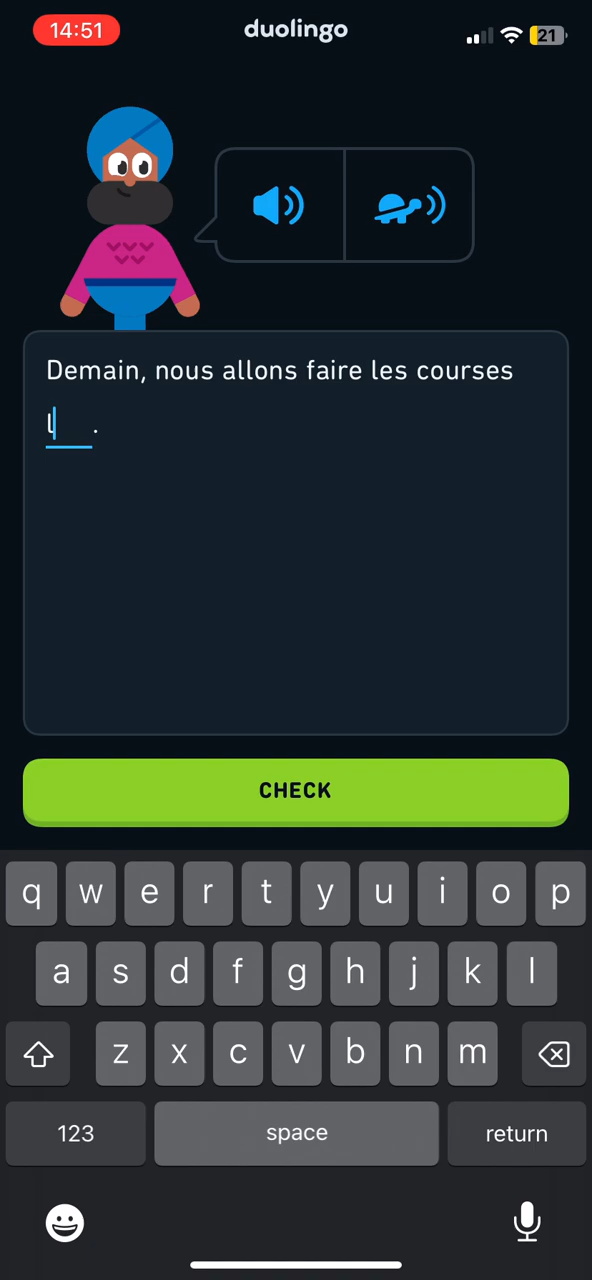 14:51
duolingo
21
Demain, nous allons faire les courses
l .
CHECK
q w e r t y u i o p
a s d f g h j k l
z x c v b n m
123 space return